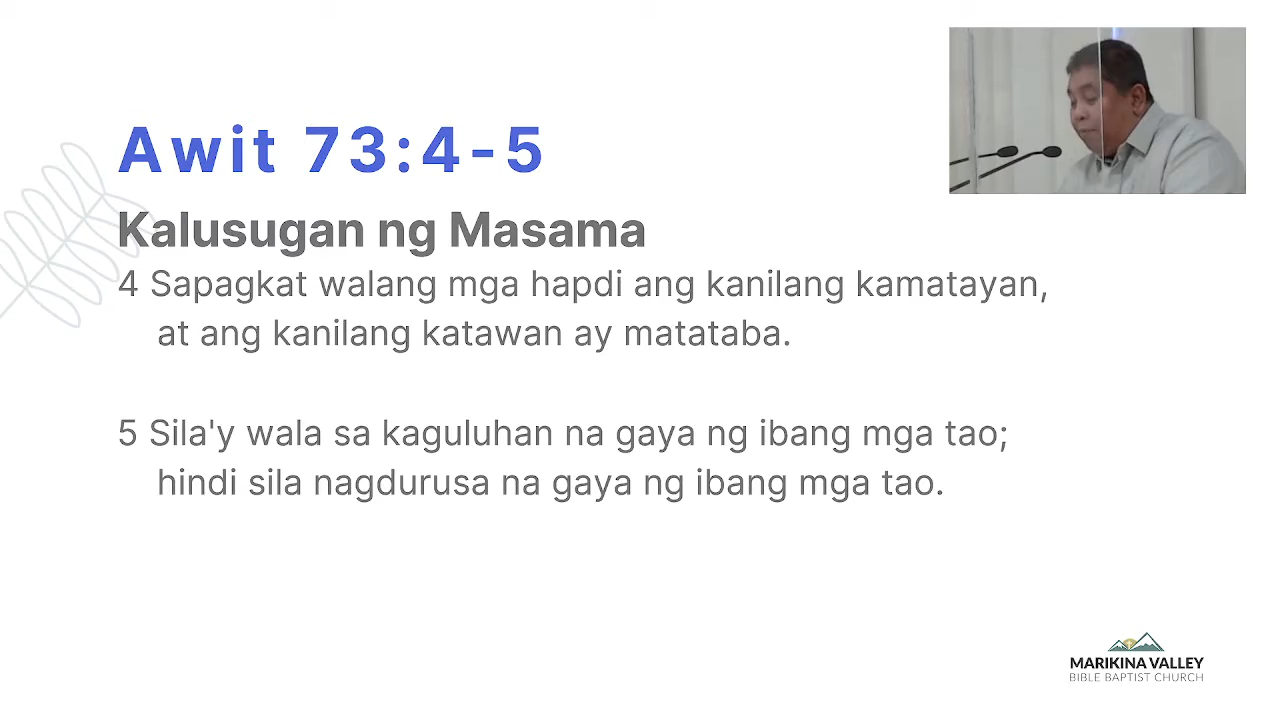 Awit 73:4-5
Kalusugan ng Masama
4 Sapagkat walang mga hapdi ang kanilang kamatayan,
at ang kanilang katawan ay matataba.
5 Sila'y wala sa kaguluhan na gaya ng ibang mga tao;
hindi sila nagdurusa na gaya ng ibang mga tao.
MARIKINA VALLEY
BIBLE BAPTIST CHURCH